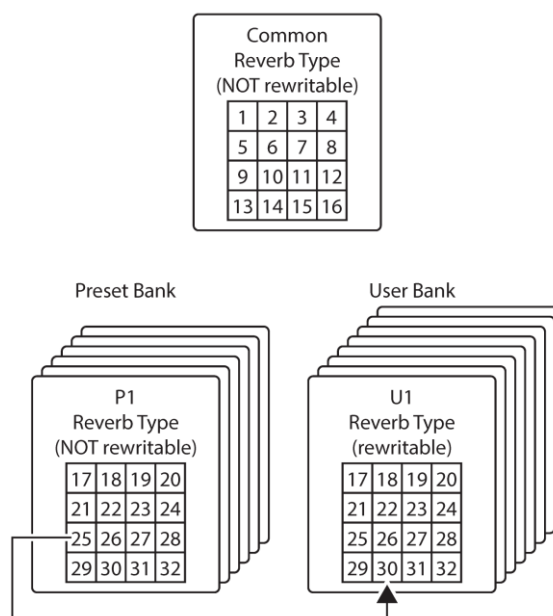 Common
Reverb Type
(NOT rewritable)
1 2 3 4
5 6 7 8
9 10 11 12
13 14 15 16
Preset Bank
P1
Reverb Type
(NOT rewritable)
17 18 19 20
21 22 23 24
25 26 27 28
29 30 31 32
User Bank
U1
Reverb Type
(rewritable)
17 18 19 20
21 22 23 24
25 26 27 28
29 30 31 32